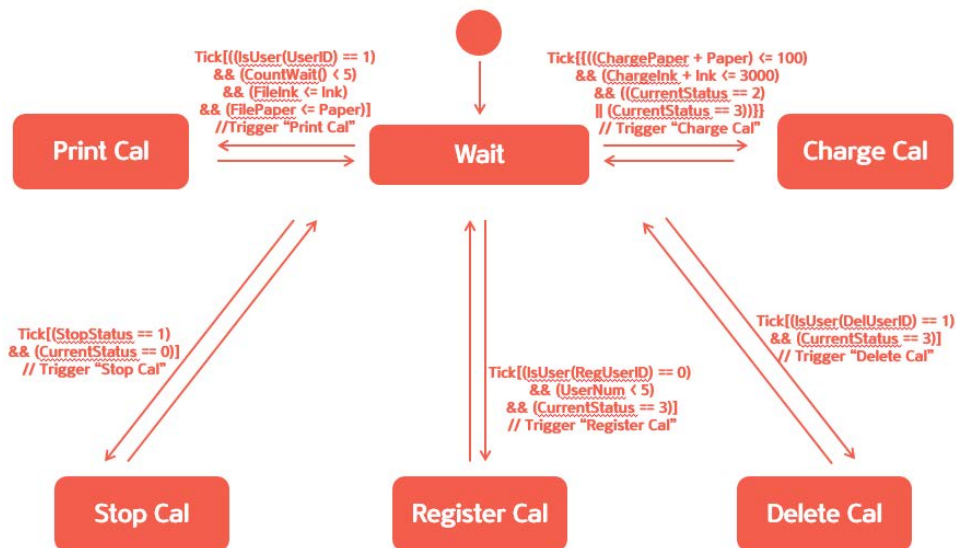 Tick[((IsUser(UserID) == 1)
&& (CountWait() < 5)
&& (FileInk <= Ink)
&& (FilePaper <= Paper)]
//Trigger “Print Cal”
Tick[{((ChargePaper + Paper) <= 100)
&& (ChargeInk + Ink <= 3000)
&& ((CurrentStatus == 2)
|| (CurrentStatus == 3))]}
// Trigger “Charge Cal”
Print Cal
Wait
Charge Cal
Tick[(StopStatus == 1)
&& (CurrentStatus == 0)]
// Trigger “Stop Cal”
Tick[(IsUser(RegUserID) == 0)
&& (UserNum < 5)
&& (CurrentStatus == 3)]
// Trigger “Register Cal”
Tick[(IsUser(DelUserID) == 1)
&& (CurrentStatus == 3)]
// Trigger “Delete Cal”
Stop Cal
Register Cal
Delete Cal